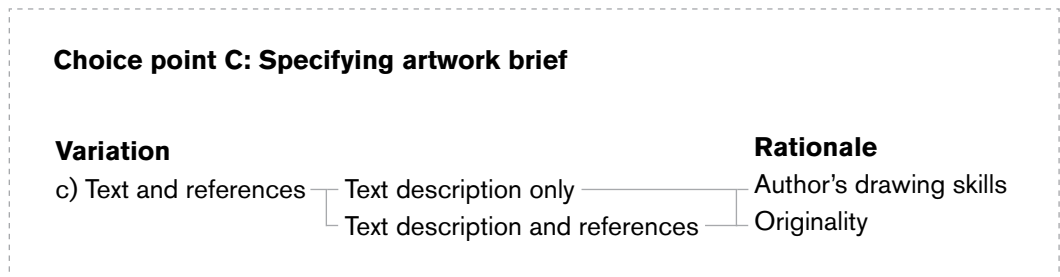 Choice point C: Specifying artwork brief
Variation
Rationale
c) Text and references
Text description only
Author's drawing skills
Text description and references
Originality